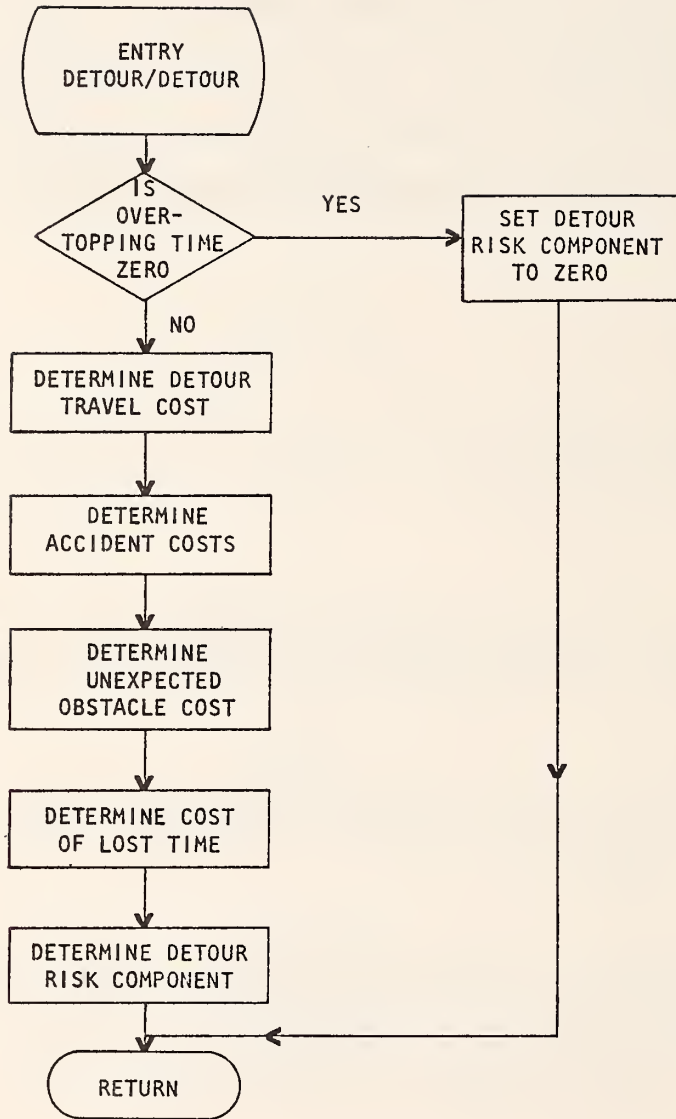 ENTRY
DETOUR/DETOUR
IS
OVER-
TOPPING TIME
ZERO
YES
SET DETOUR
RISK COMPONENT
TO ZERO
NO
DETERMINE DETOUR
TRAVEL COST
DETERMINE
ACCIDENT COSTS
DETERMINE
UNEXPECTED
OBSTACLE COST
DETERMINE COST
OF LOST TIME
DETERMINE DETOUR
RISK COMPONENT
RETURN